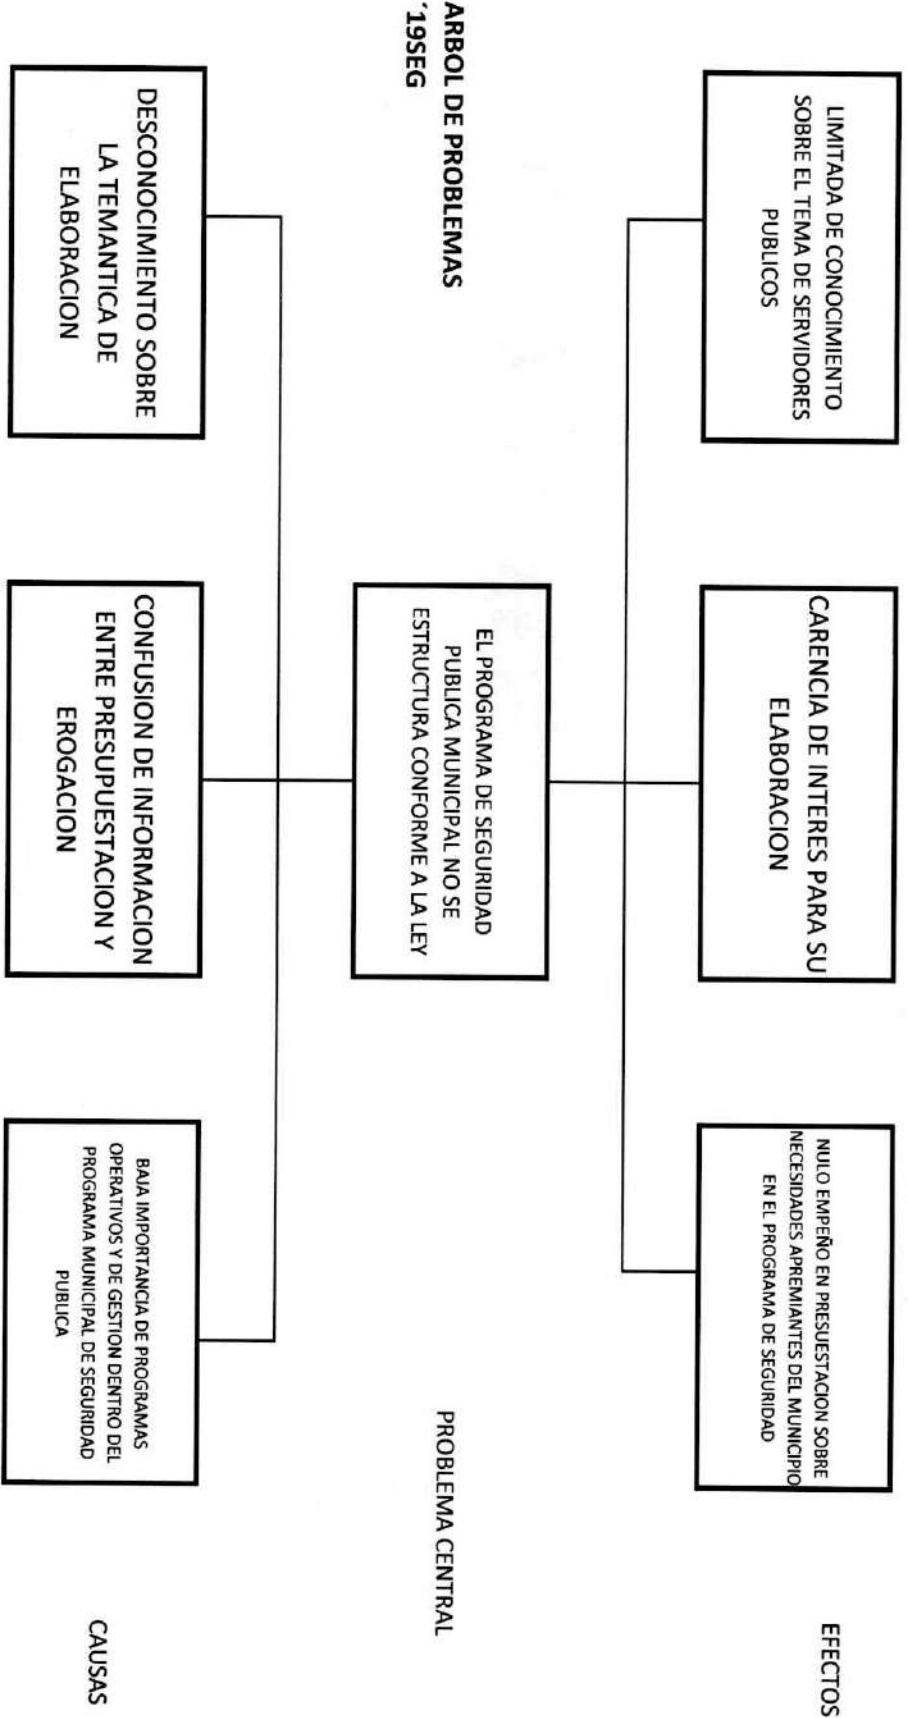 LIMITADA DE CONOCIMIENTO
SOBRE EL TEMA DE SERVIDORES
PUBLICOS
CARENCIA DE INTERES PARA SU
ELABORACION
NULO EMPEÑO EN PRESUESTACION SOBRE
NECESIDADES APREMIANTES DEL MUNICIPIO
EN EL PROGRAMA DE SEGURIDAD
EFECTOS
ARBOL DE PROBLEMAS
´19SEG
EL PROGRAMA DE SEGURIDAD
PUBLICA MUNICIPAL NO SE
ESTRUCTURA CONFORME A LA LEY
PROBLEMA CENTRAL
DESCONOCIMIENTO SOBRE
LA TEMANTICA DE
ELABORACION
CONFUSION DE INFORMACION
ENTRE PRESUPUESTACION Y
EROGACION
BAJA IMPORTANCIA DE PROGRAMAS
OPERATIVOS Y DE GESTION DENTRO DEL
PROGRAMA MUNICIPAL DE SEGURIDAD
PUBLICA
CAUSAS